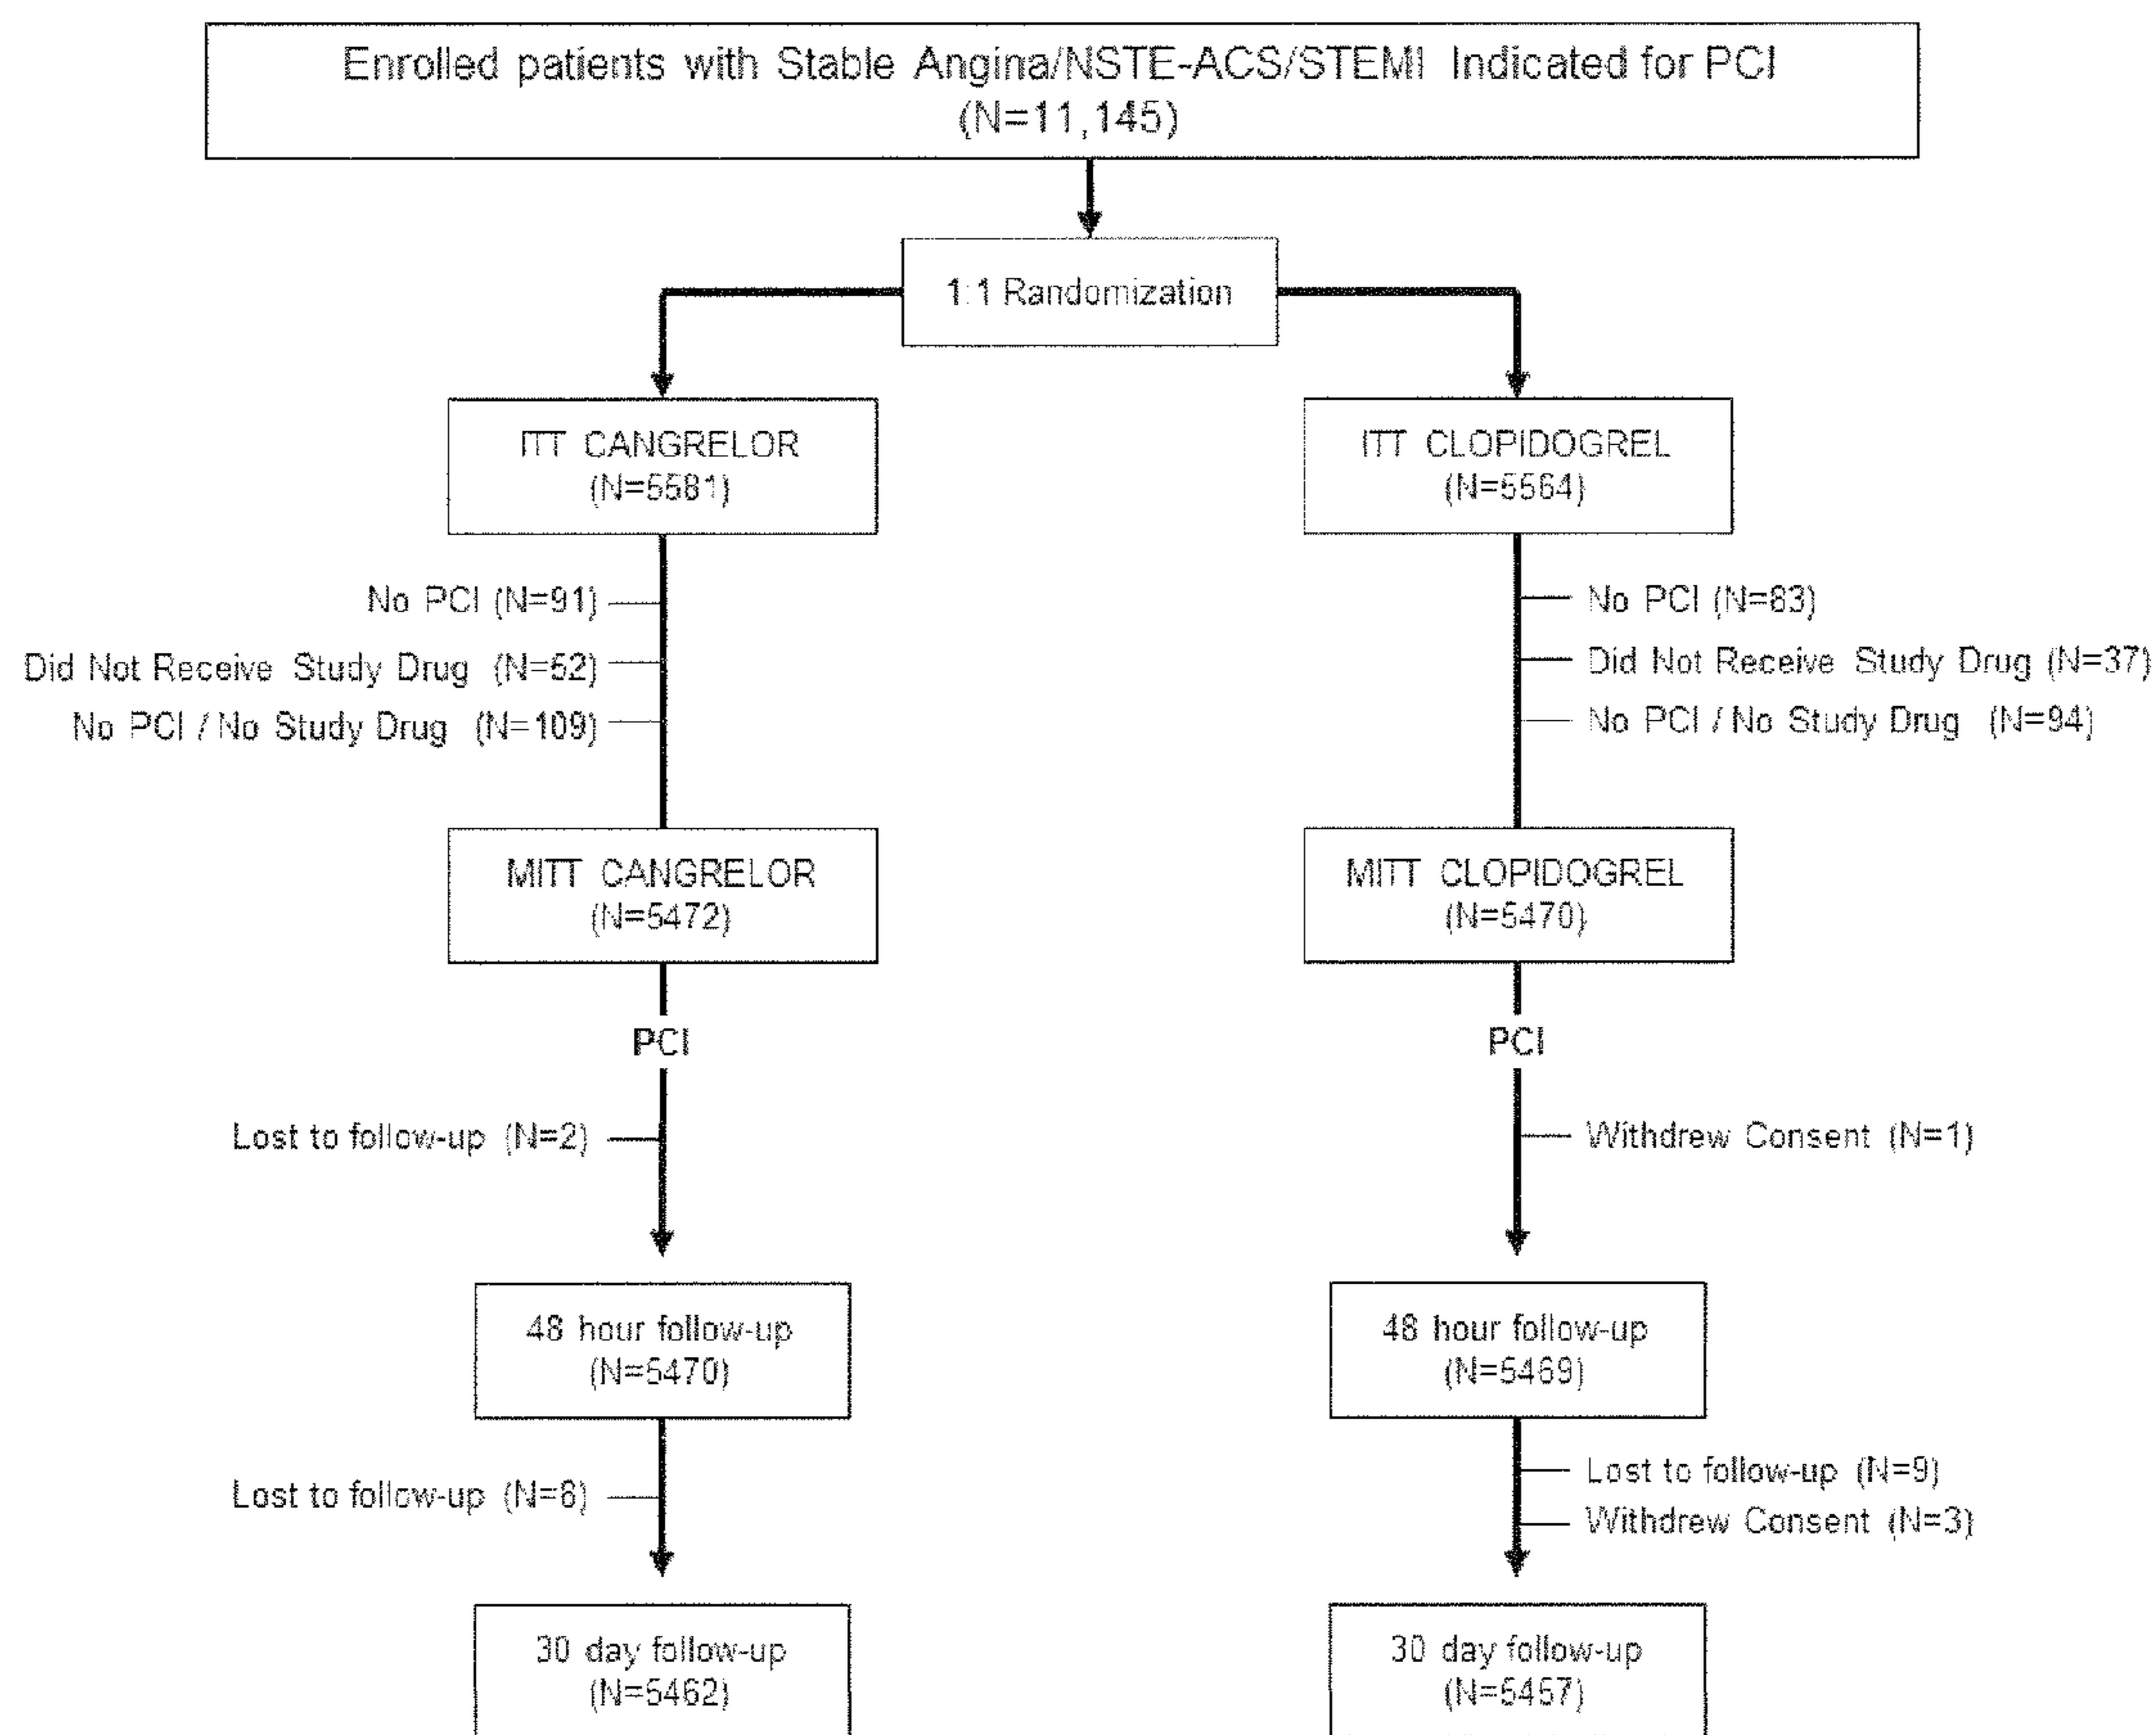 Enrolled patients with Stable Angina/NSTE-ACS/STEMI Indicated for PCI
(N=11,145)
1:1 Randomization
ITT CANGRELOR
(N=5581)
ITT CLOPIDOGREL
(N=5564)
No PCI (N=91)
Did Not Receive Study Drug (N=52)
No PCI / No Study Drug (N=109)
No PCI (N=83)
Did Not Receive Study Drug (N=37)
No PCI / No Study Drug (N=94)
MITT CANGRELOR
(N=5472)
MITT CLOPIDOGREL
(N=5470)
PCI
PCI
Lost to follow-up (N=2)
Withdrew Consent (N=1)
48 hour follow-up
(N=5470)
48 hour follow-up
(N=5469)
Lost to follow-up (N=8)
Lost to follow-up (N=9)
Withdrew Consent (N=3)
30 day follow-up
(N=5462)
30 day follow-up
(N=5457)